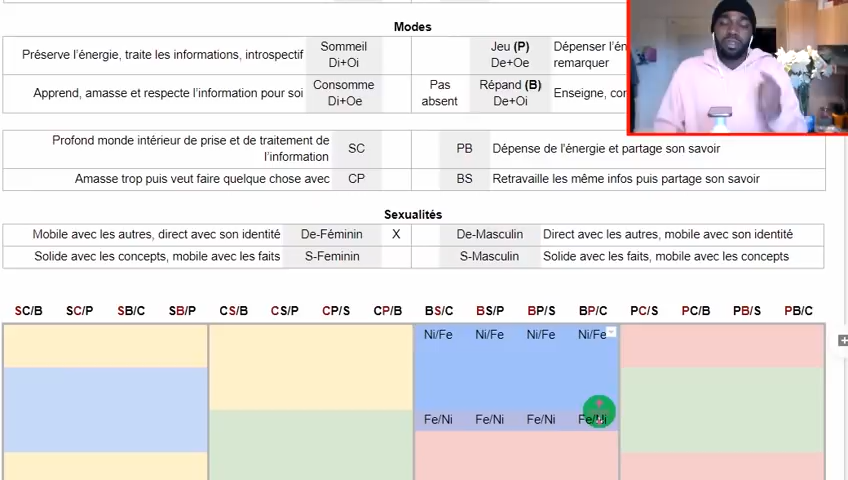 Modes
Préserve l'énergie, traite les informations, introspectif Sommeil Di+Oi Jeu (P) De+Oe Dépenser l'én
remarquer
Apprend, amasse et respecte l'information pour soi Consomme Di+Oe Pas absent Répand (B) De+Oi Enseigne, con
Profond monde intérieur de prise et de traitement de l'information SC PB Dépense de l'énergie et partage son savoir
Amasse trop puis veut faire quelque chose avec CP BS Retravaille les même infos puis partage son savoir
Sexualités
Mobile avec les autres, direct avec son identité De-Féminin X De-Masculin Direct avec les autres, mobile avec son identité
Solide avec les concepts, mobile avec les faits S-Feminin S-Masculin Solide avec les faits, mobile avec les concepts
SC/B SC/P SB/C SB/P CS/B CS/P CP/S CP/B BS/C BS/P BP/S BP/C PC/S PC/B PB/S PB/C
Ni/Fe Ni/Fe Ni/Fe Ni/Fe
Fe/Ni Fe/Ni Fe/Ni Fe/Ni